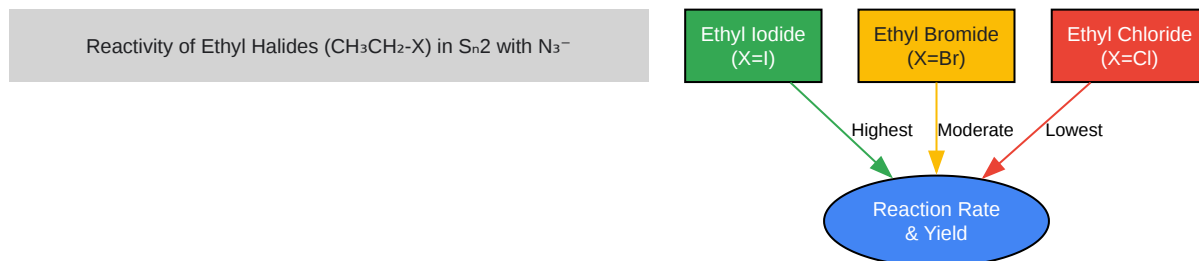 Reactivity of Ethyl Halides (CH₃CH₂-X) in Sₙ2 with N₃⁻
Ethyl Iodide
(X=I)
Ethyl Bromide
(X=Br)
Ethyl Chloride
(X=Cl)
Highest
Moderate
Lowest
Reaction Rate
& Yield